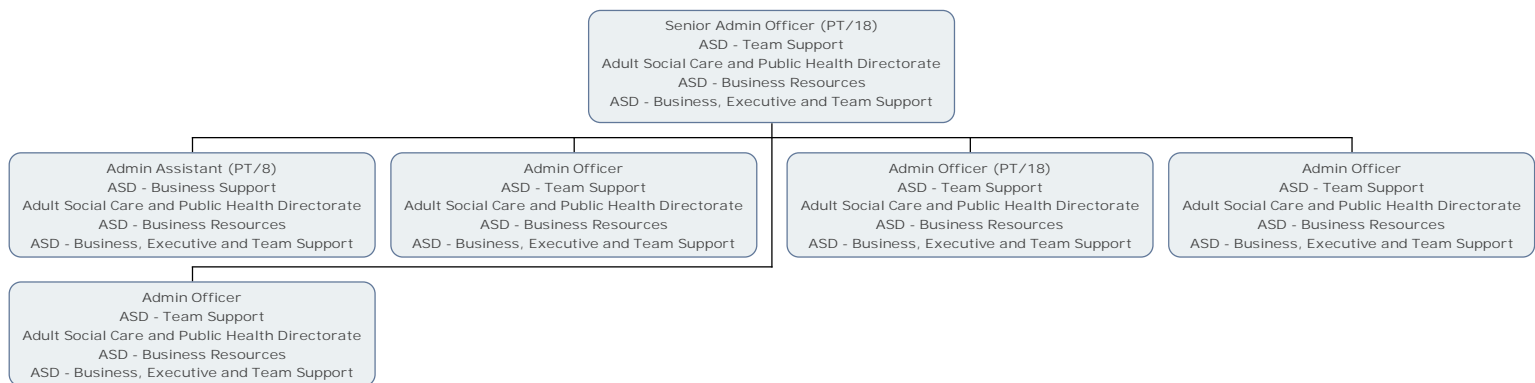 Senior Admin Officer (PT/18)
ASD - Team Support
Adult Social Care and Public Health Directorate
ASD - Business Resources
ASD - Business, Executive and Team Support
Admin Assistant (PT/8)
ASD - Business Support
Adult Social Care and Public Health Directorate
ASD - Business Resources
ASD - Business, Executive and Team Support
Admin Officer
ASD - Team Support
Adult Social Care and Public Health Directorate
ASD - Business Resources
ASD - Business, Executive and Team Support
Admin Officer (PT/18)
ASD - Team Support
Adult Social Care and Public Health Directorate
ASD - Business Resources
ASD - Business, Executive and Team Support
Admin Officer
ASD - Team Support
Adult Social Care and Public Health Directorate
ASD - Business Resources
ASD - Business, Executive and Team Support
Admin Officer
ASD - Team Support
Adult Social Care and Public Health Directorate
ASD - Business Resources
ASD - Business, Executive and Team Support